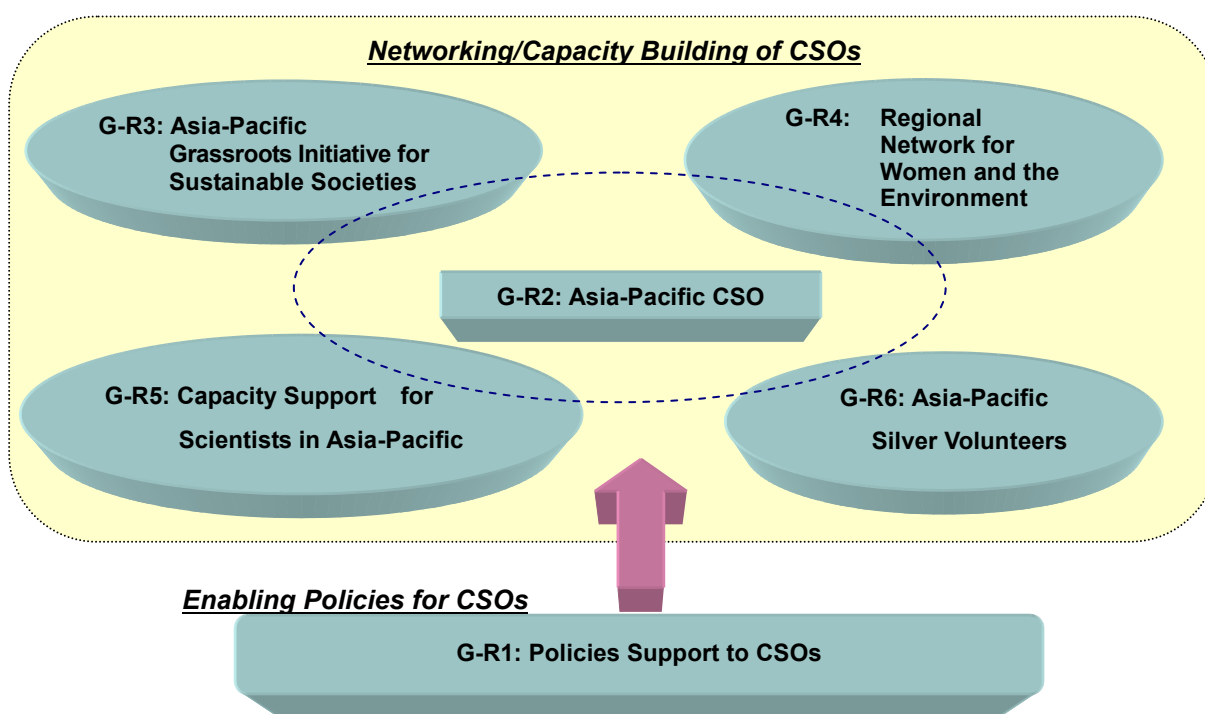 Networking/Capacity Building of CSOs
G-R3: Asia-Pacific
Grassroots Initiative for
Sustainable Societies
G-R4: Regional
Network for
Women and the
Environment
G-R2: Asia-Pacific CSO
G-R5: Capacity Support for
Scientists in Asia-Pacific
G-R6: Asia-Pacific
Silver Volunteers
Enabling Policies for CSOs
G-R1: Policies Support to CSOs